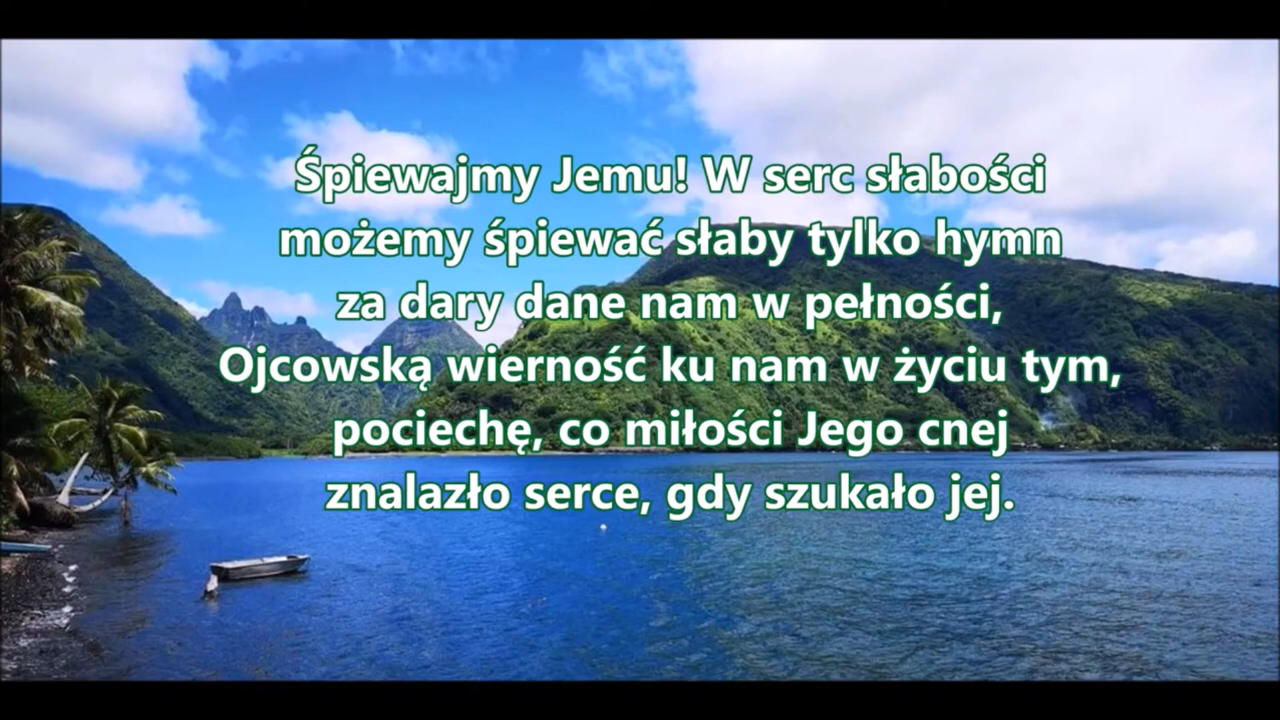 Śpiewajmy Jemu! W serc słabości
możemy śpiewać słaby tylko hymn
za dary dane nam w pełności,
Ojcowską wierność ku nam w życiu tym,
pociechę, co miłości Jego cnej
znalazło serce, gdy szukało jej.